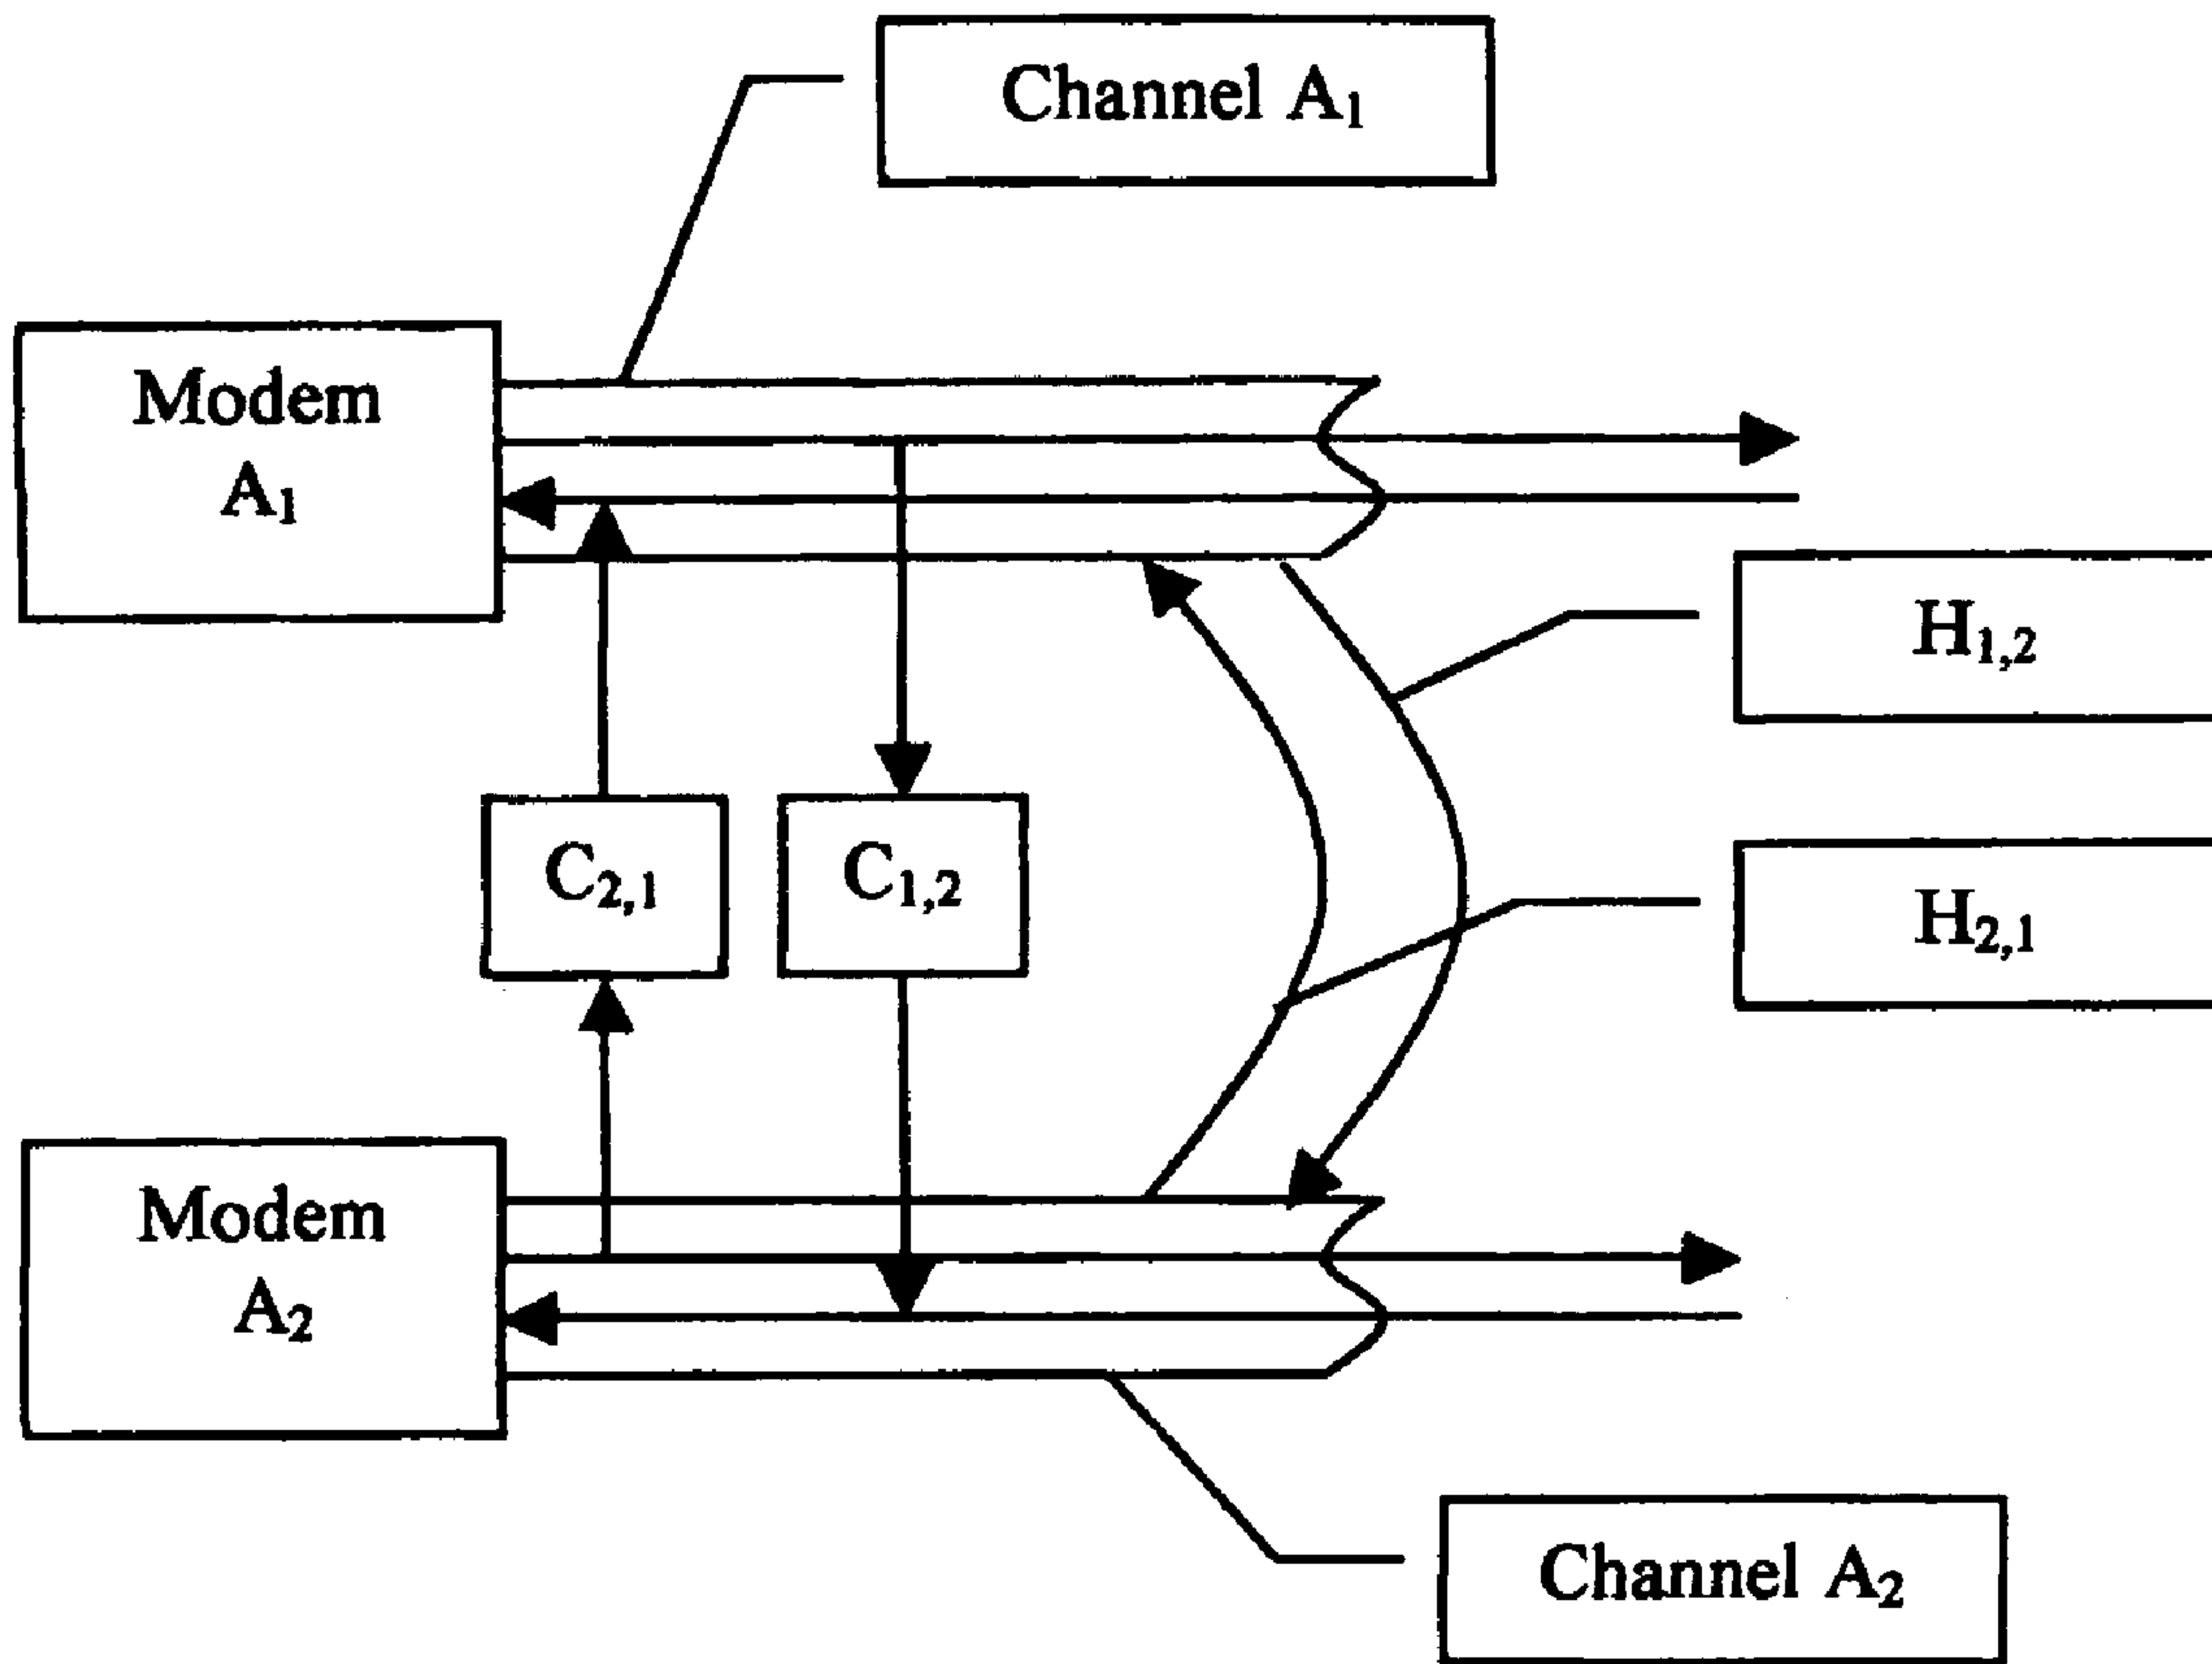 Channel A₁
Modem
A₁
H₁,₂
C₂,₁
C₁,₂
H₂,₁
Modem
A₂
Channel A₂